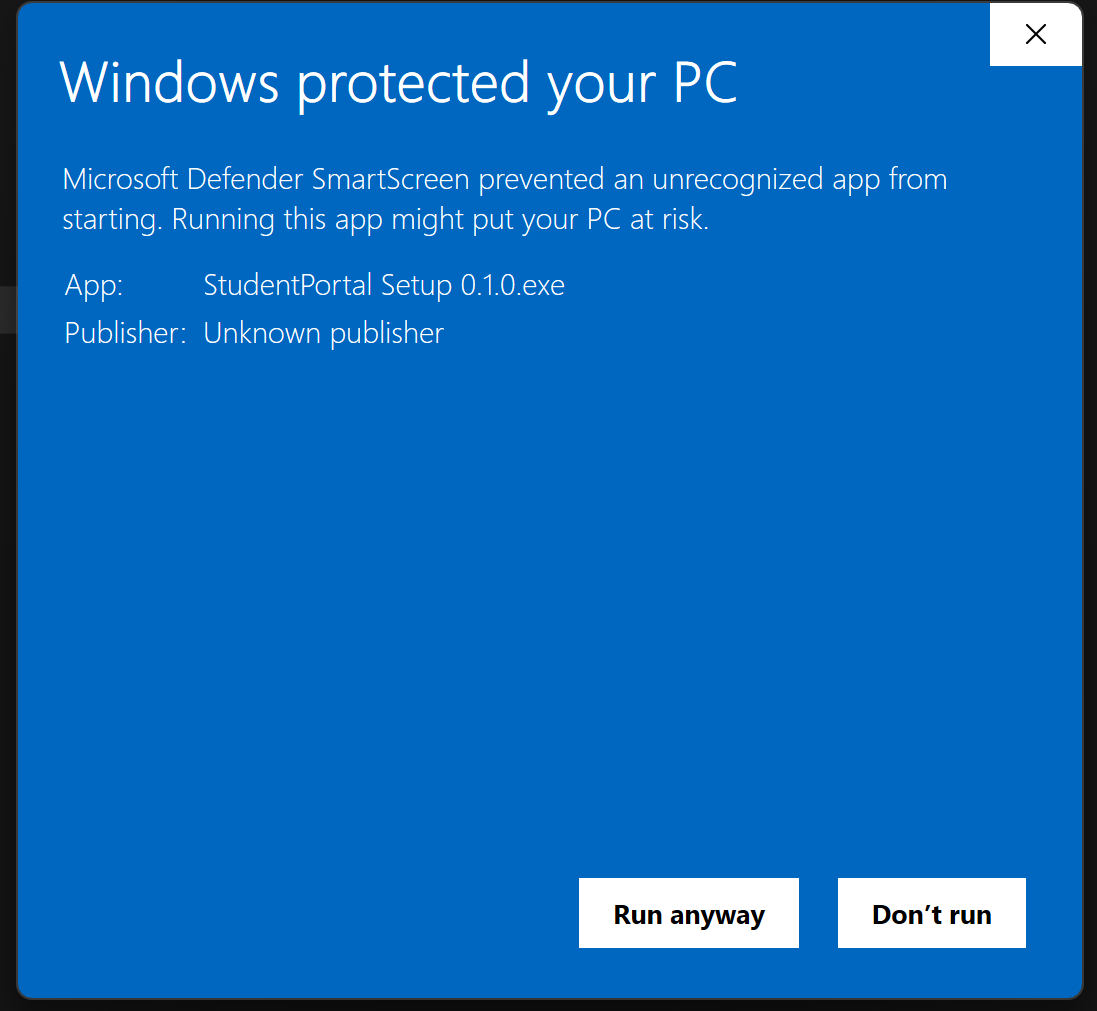 Windows protected your PC
Microsoft Defender SmartScreen prevented an unrecognized app from
starting. Running this app might put your PC at risk.
App: StudentPortal Setup 0.1.0.exe
Publisher: Unknown publisher
Run anyway Don’t run